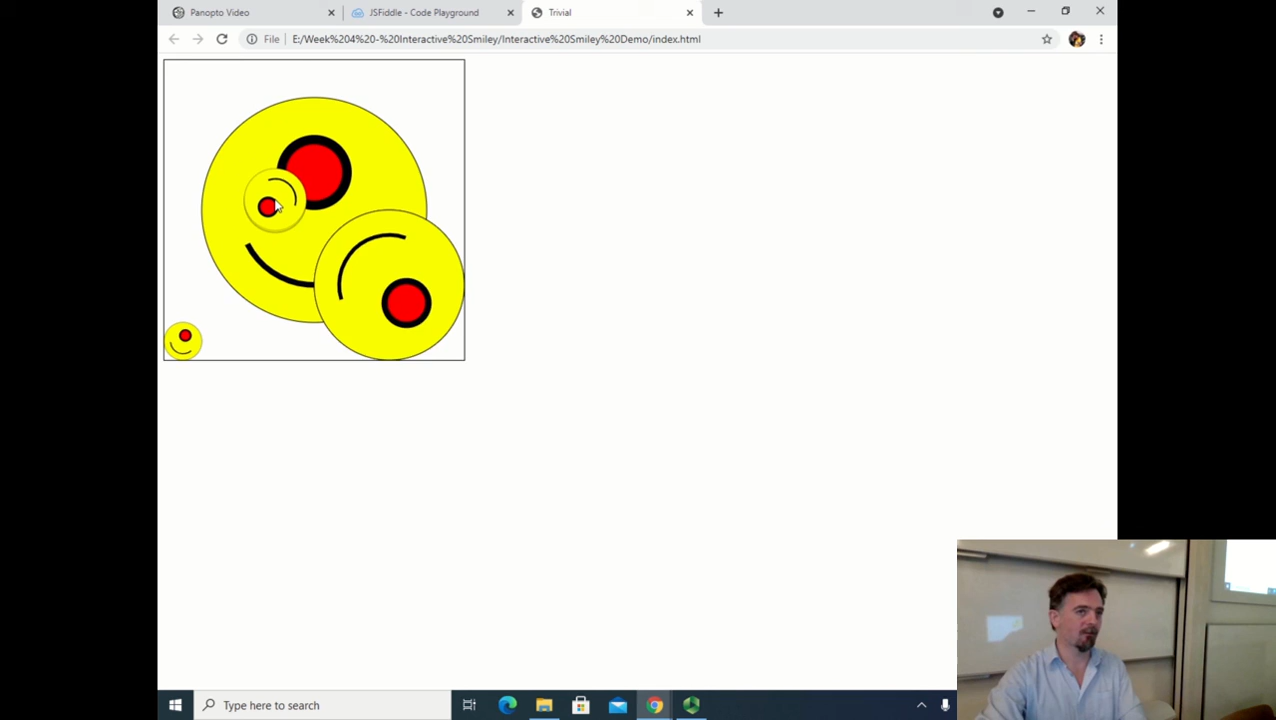 Panopto Video
JSFiddle - Code Playground
Trivial
File
E:/Week%204%20-%20Interactive%20Smiley/Interactive%20Smiley%20Demo/index.html
Type here to search